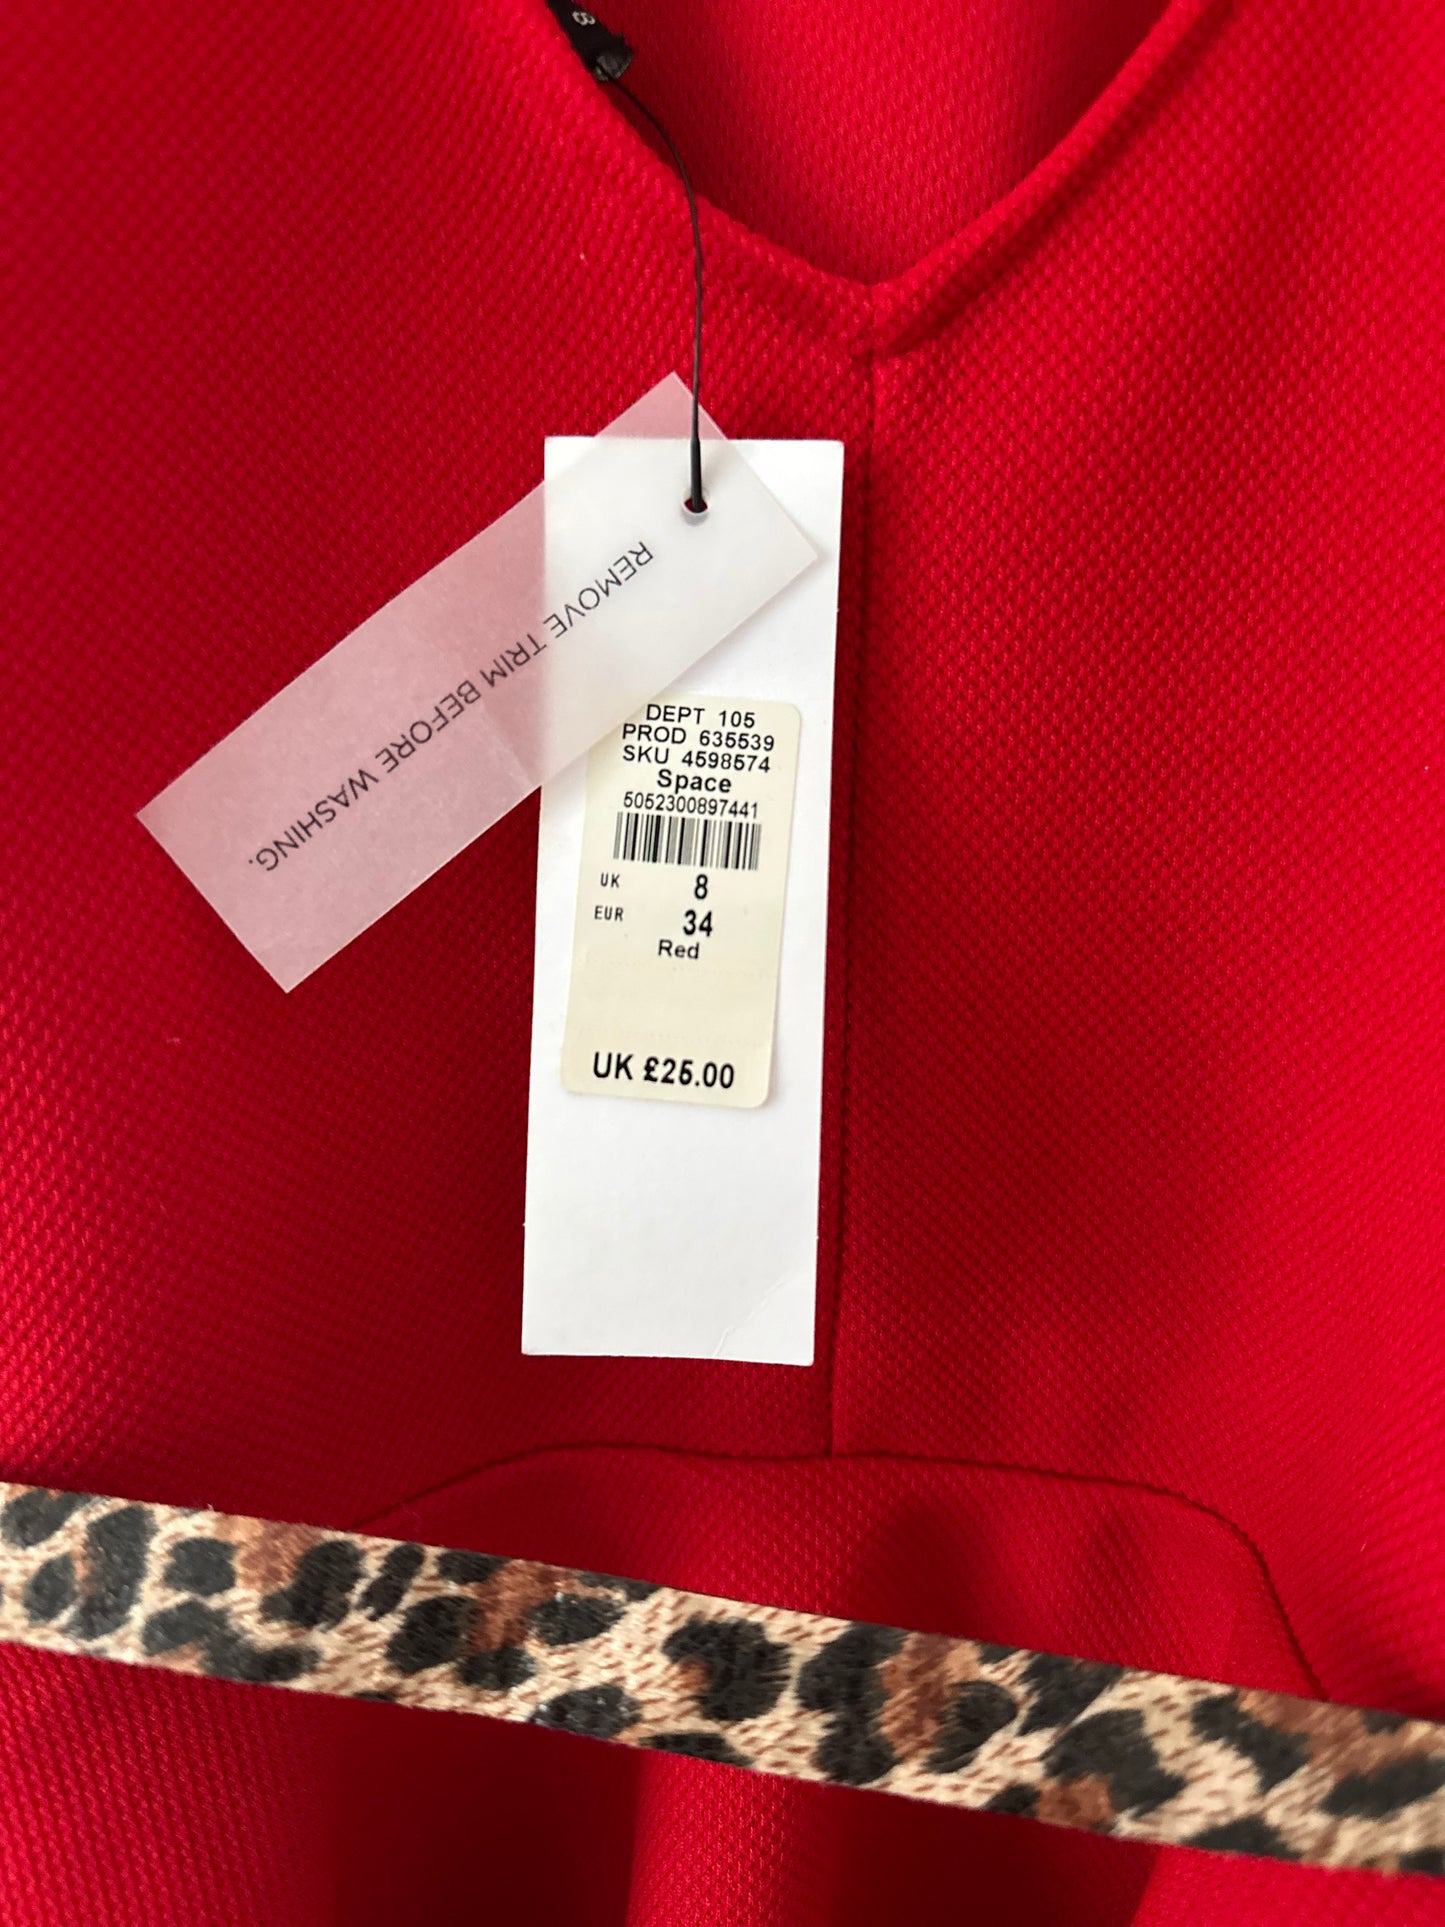 8
REMOVE TRIM BEFORE WASHING.
DEPT 105
PROD 635539
SKU 4598574
Space
5052300897441
UK 8
EUR 34
Red
UK £25.00